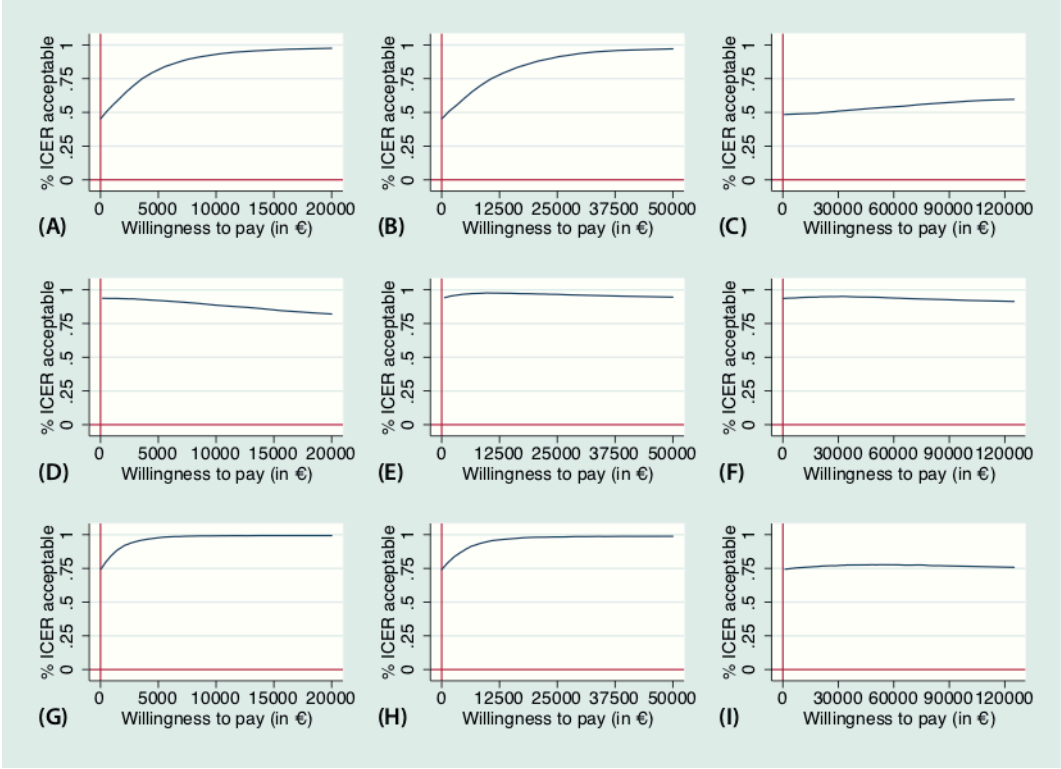 % ICER acceptable
0 .25 .5 .75 1
0 5000 10000 15000 20000
(A) Willingness to pay (in €)
% ICER acceptable
0 .25 .5 .75 1
0 12500 25000 37500 50000
(B) Willingness to pay (in €)
% ICER acceptable
0 .25 .5 .75 1
0 30000 60000 90000 120000
(C) Willingness to pay (in €)
% ICER acceptable
0 .25 .5 .75 1
0 5000 10000 15000 20000
(D) Willingness to pay (in €)
% ICER acceptable
0 .25 .5 .75 1
0 12500 25000 37500 50000
(E) Willingness to pay (in €)
% ICER acceptable
0 .25 .5 .75 1
0 30000 60000 90000 120000
(F) Willingness to pay (in €)
% ICER acceptable
0 .25 .5 .75 1
0 5000 10000 15000 20000
(G) Willingness to pay (in €)
% ICER acceptable
0 .25 .5 .75 1
0 12500 25000 37500 50000
(H) Willingness to pay (in €)
% ICER acceptable
0 .25 .5 .75 1
0 30000 60000 90000 120000
(I) Willingness to pay (in €)